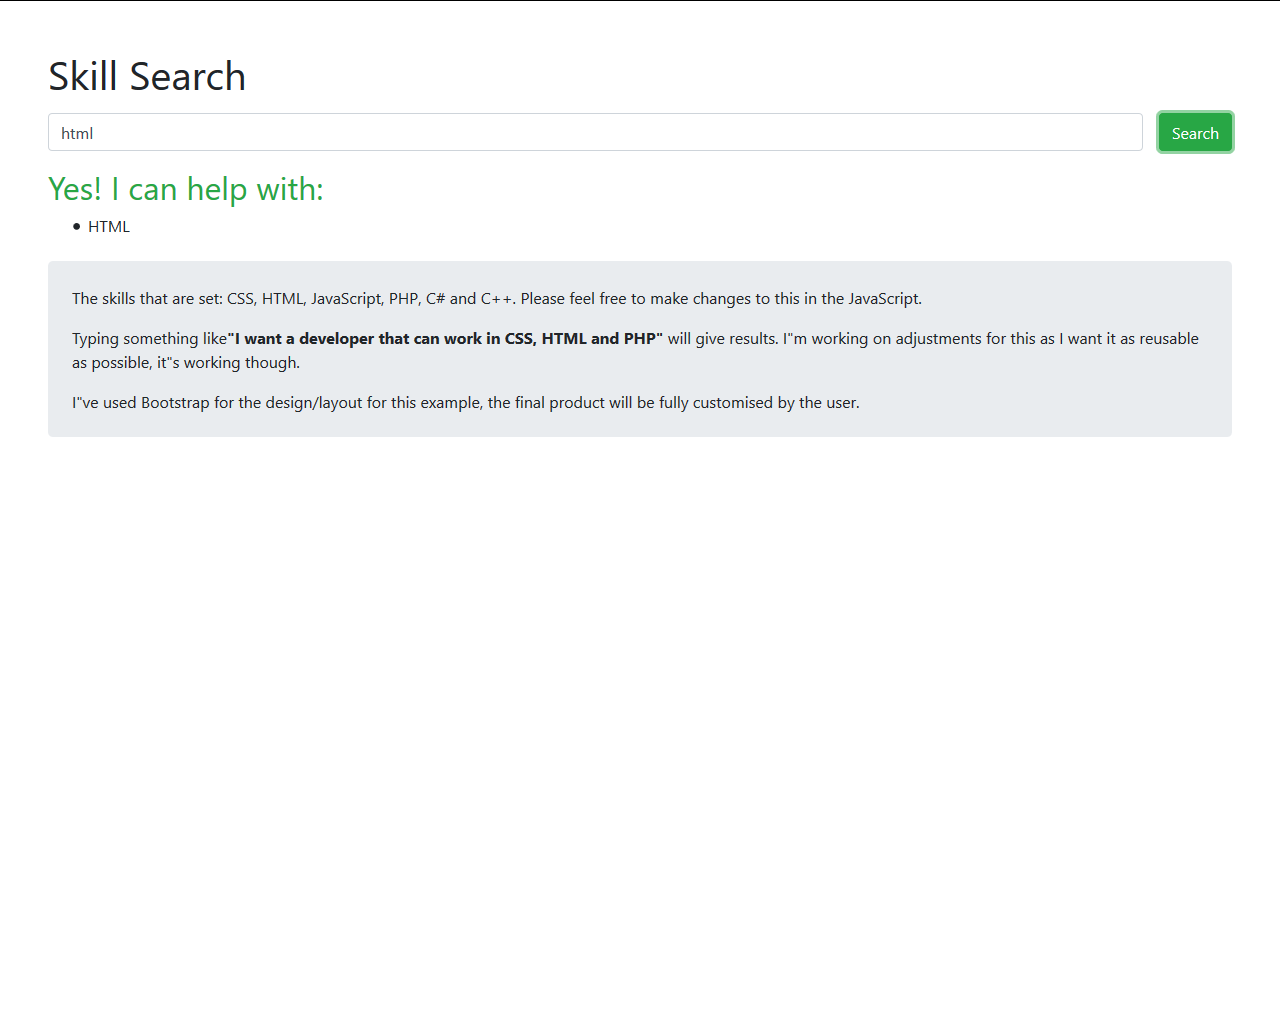 Skill Search
html
Search
Yes! I can help with:
• HTML
The skills that are set: CSS, HTML, JavaScript, PHP, C# and C++. Please feel free to make changes to this in the JavaScript.
Typing something like"I want a developer that can work in CSS, HTML and PHP" will give results. I"m working on adjustments for this as I want it as reusable
as possible, it"s working though.
I"ve used Bootstrap for the design/layout for this example, the final product will be fully customised by the user.